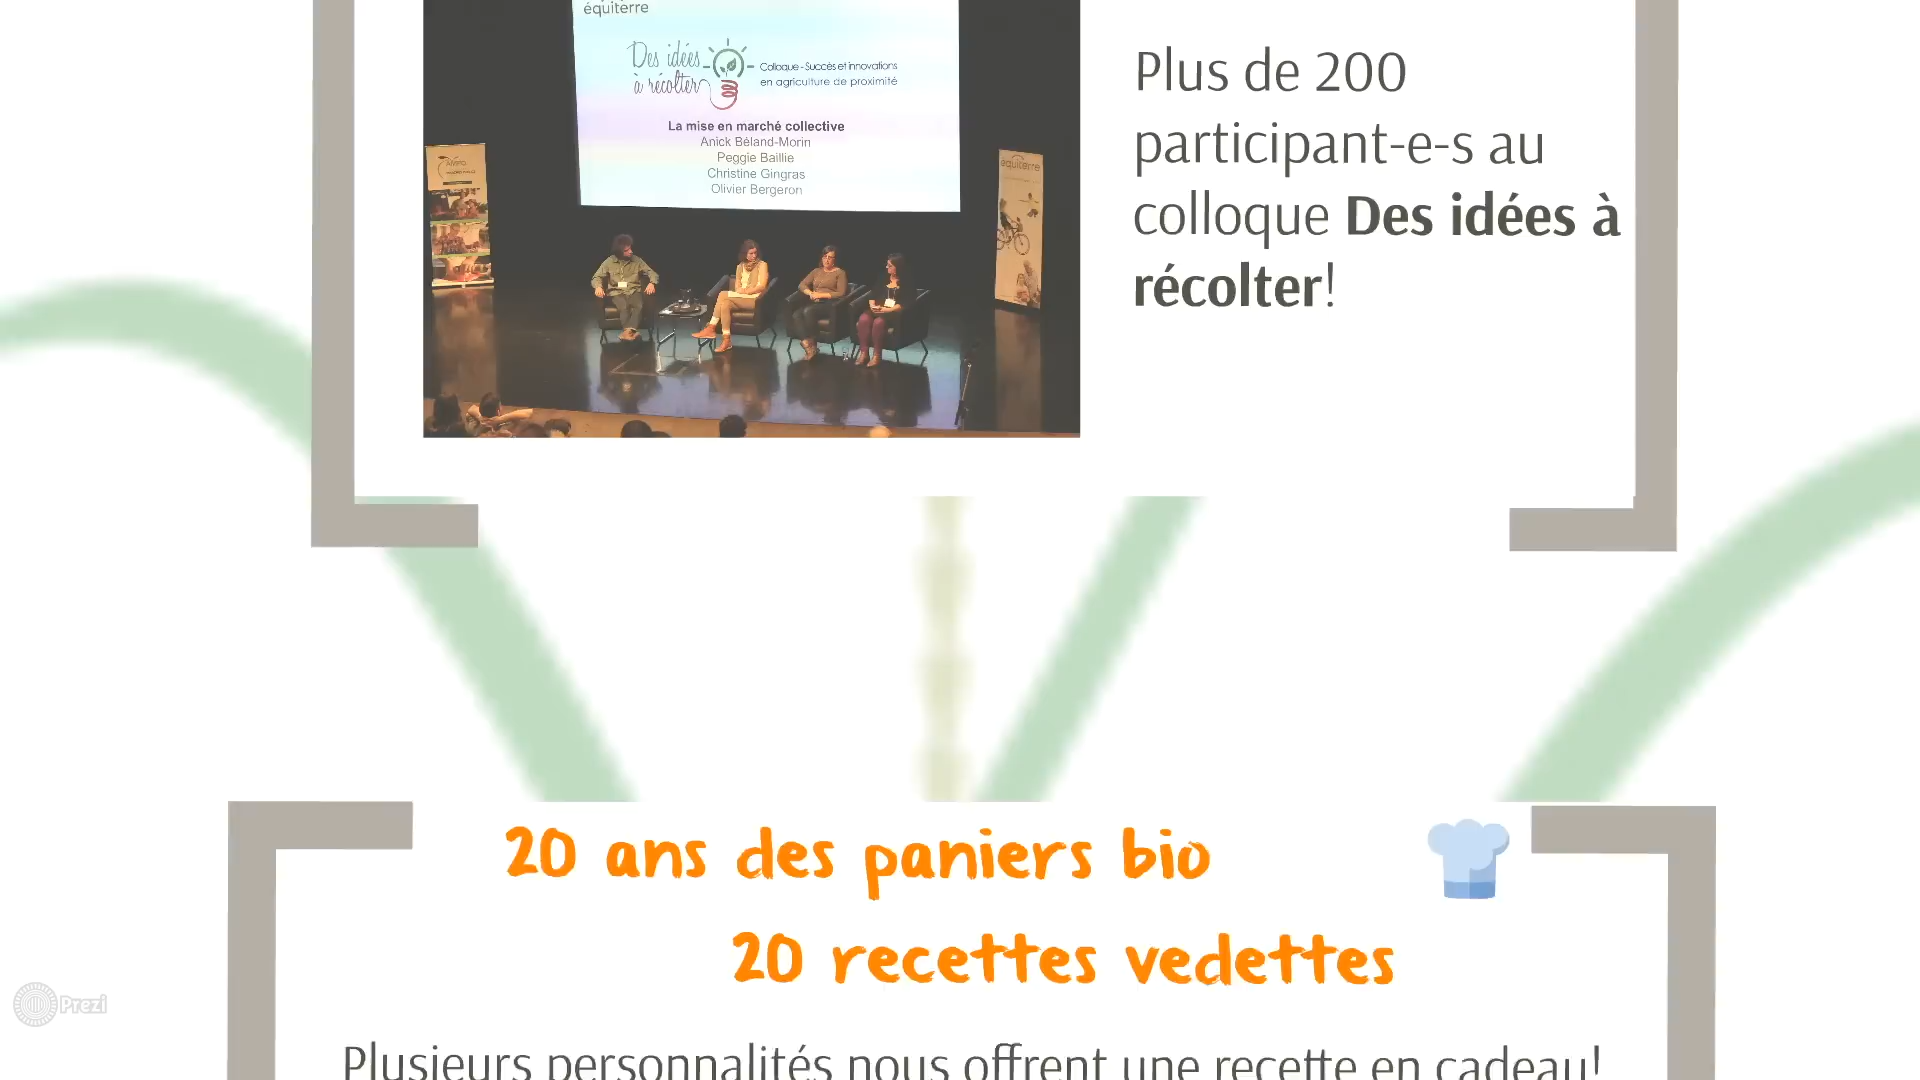 équiterre
Des idées
à récolter
Colloque - Succès et innovations
en agriculture de proximité
La mise en marché collective
Anick Béland-Morin
Peggie Baillie
Christine Gingras
Olivier Bergeron
équiterre
Plus de 200
participant-e-s au
colloque Des idées à
récolter!
20 ans des paniers bio
20 recettes vedettes
Plusieurs personnalités nous offrent une recette en cadeau!
Prezi